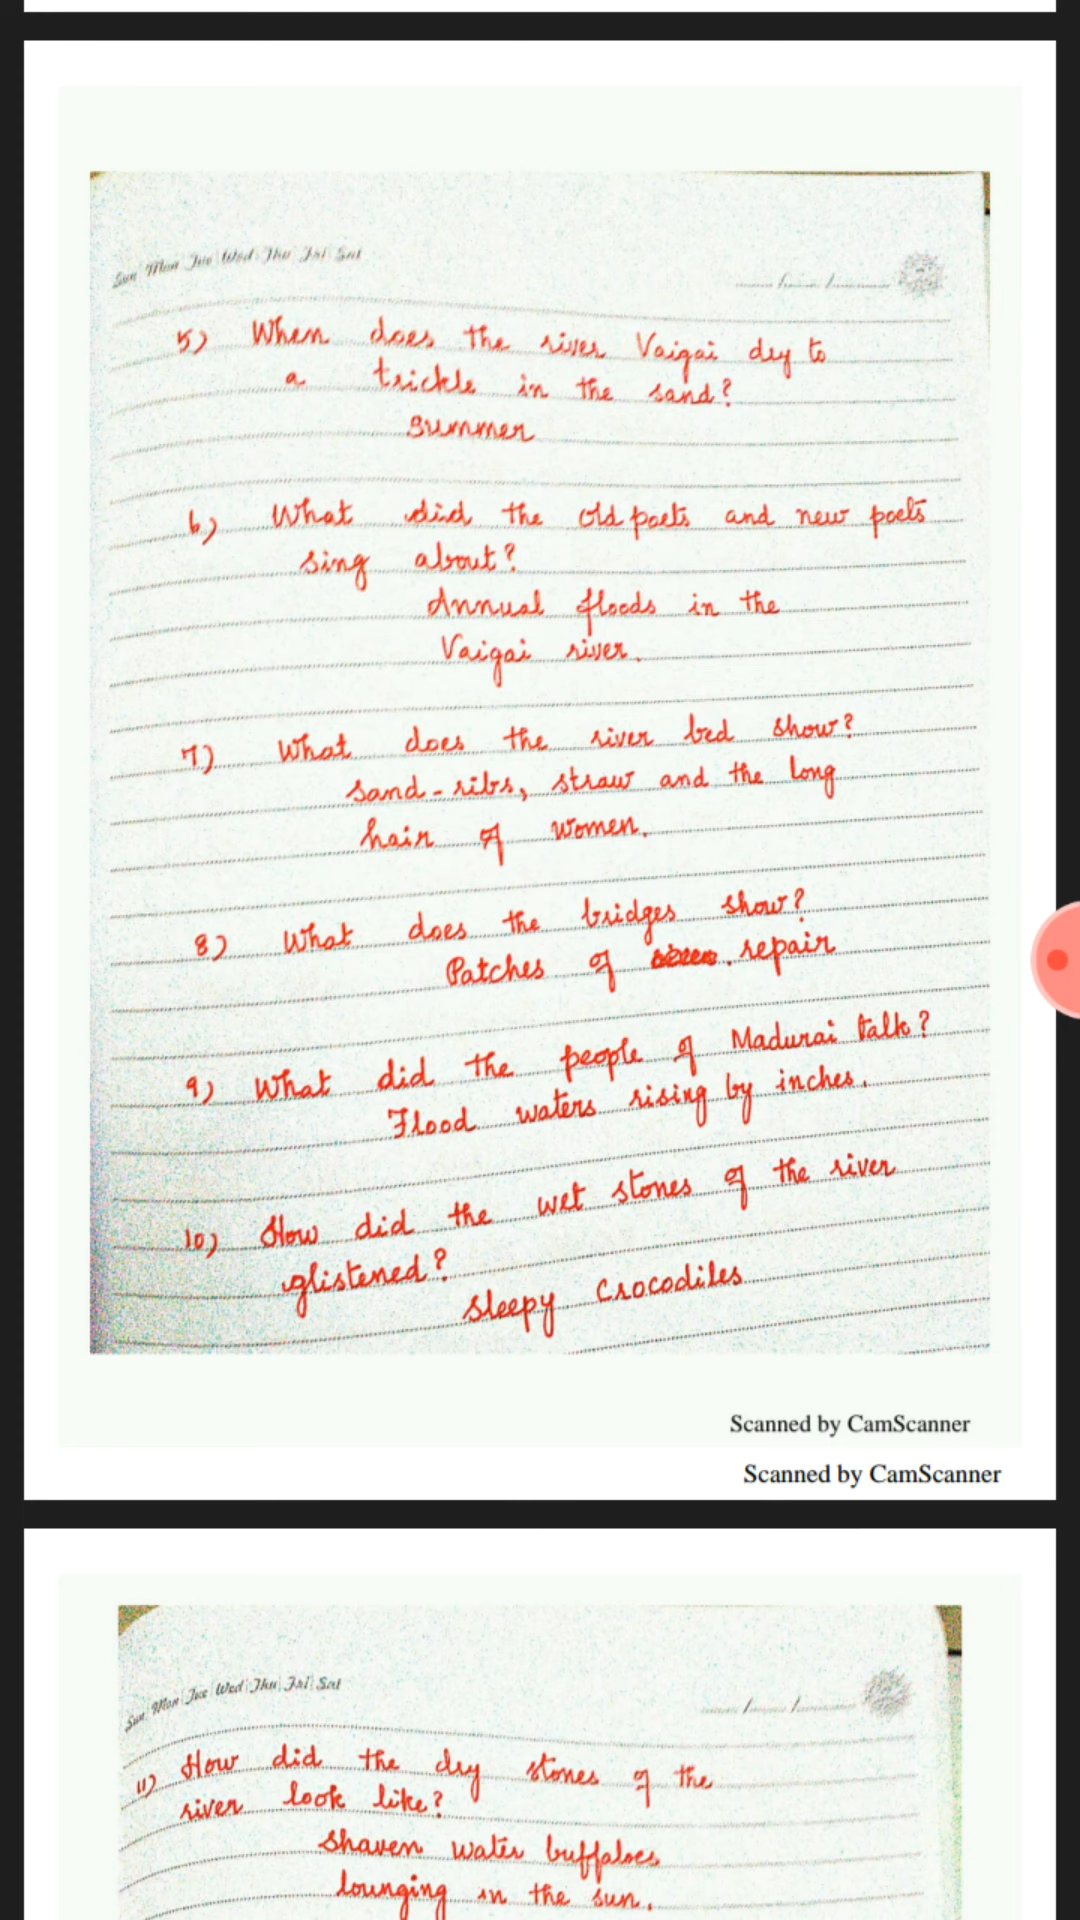 Sun Mon Tue Wed Thu Fri Sat
5) When does the river Vaigai dry to
a trickle in the sand?
Summer
6) What did the old poets and new poets
sing about?
Annual floods in the
Vaigai river.
7) What does the river bed show?
sand-ribs, straw and the long
hair of women.
8) What does the bridges show?
Patches of repair
9) What did the people of Madurai talk?
Flood waters rising by inches.
10) How did the wet stones of the river
glistened?
sleepy crocodiles
Scanned by CamScanner
Scanned by CamScanner
Sun Mon Tue Wed Thu Fri Sat
11) How did the dry stones of the
river look like?
Shaven water buffaloes
lounging in the sun.